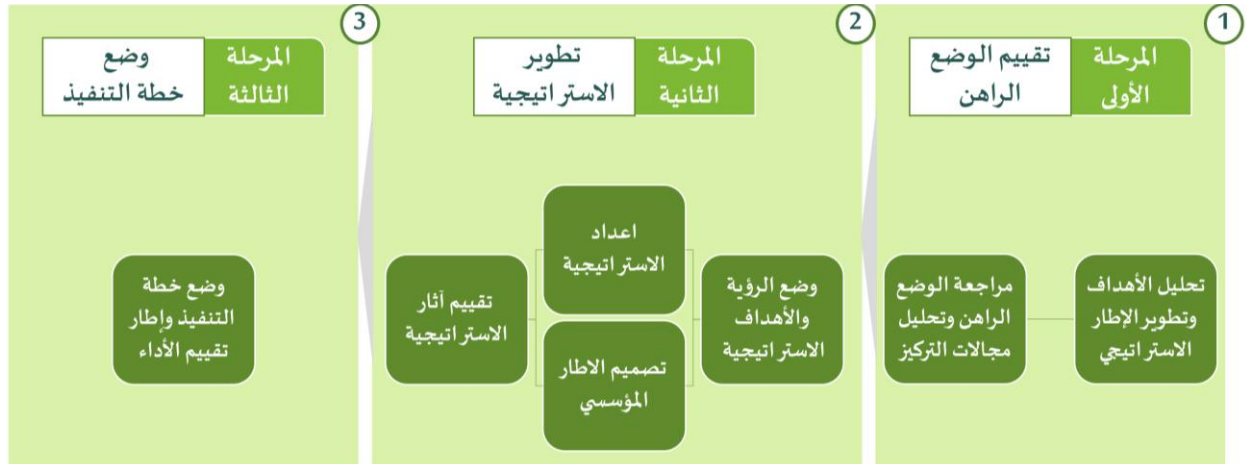 1
المرحلة
الأولى
تقييم الوضع
الراهن
تحليل الأهداف
وتطوير الإطار
الاستراتيجي
مراجعة الوضع
الراهن وتحليل
مجالات التركيز
2
المرحلة
الثانية
تطوير
الاستراتيجية
وضع الرؤية
والأهداف
الاستراتيجية
اعداد
الاستراتيجية
تصميم الاطار
المؤسسي
تقييم آثار
الاستراتيجية
3
المرحلة
الثالثة
وضع
خطة التنفيذ
وضع خطة
التنفيذ وإطار
تقييم الأداء